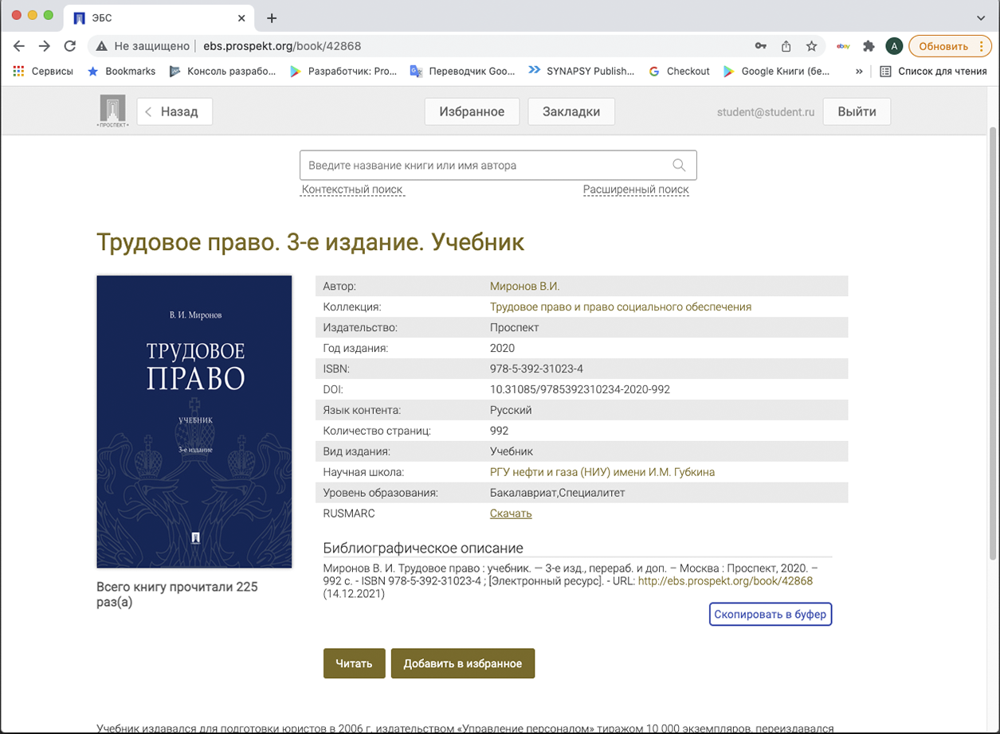 ЭБС
Не защищено ebs.prospekt.org/book/42868
ebay
A
Обновить
Сервисы
Bookmarks
Консоль разрабо...
Разработчик: Pro...
Переводчик Goo...
SYNAPSY Publish...
Checkout
Google Книги (бе...
»
Список для чтения
•ПРОСПЕКТ•
Назад
Избранное
Закладки
student@student.ru
Выйти
Введите название книги или имя автора
Контекстный поиск
Расширенный поиск
Трудовое право. 3-е издание. Учебник
В. И. Миронов
ТРУДОВОЕ
ПРАВО
УЧЕБНИК
3-е издание
Всего книгу прочитали 225
раз(а)
Автор: Миронов В.И.
Коллекция: Трудовое право и право социального обеспечения
Издательство: Проспект
Год издания: 2020
ISBN: 978-5-392-31023-4
DOI: 10.31085/9785392310234-2020-992
Язык контента: Русский
Количество страниц: 992
Вид издания: Учебник
Научная школа: РГУ нефти и газа (НИУ) имени И.М. Губкина
Уровень образования: Бакалавриат,Специалитет
RUSMARC Скачать
Библиографическое описание
Миронов В. И. Трудовое право : учебник. — 3-е изд., перераб. и доп. – Москва : Проспект, 2020. –
992 с. - ISBN 978-5-392-31023-4 ; [Электронный ресурс]. - URL: http://ebs.prospekt.org/book/42868
(14.12.2021)
Скопировать в буфер
Читать
Добавить в избранное
Учебник издавался для подготовки юристов в 2006 г. издательством «Управление персоналом» тиражом 10 000 экземпляров, переиздавался